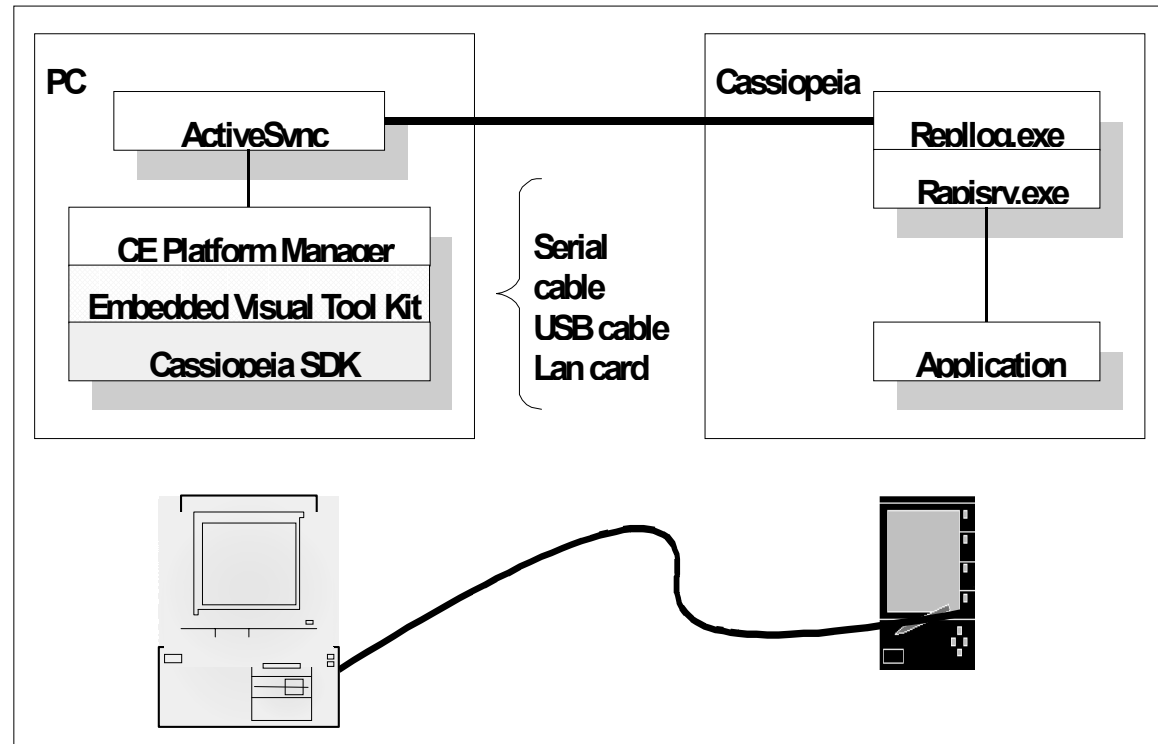 PC
ActiveSync
CE Platform Manager
Embedded Visual Tool Kit
Cassiopeia SDK
Serial
cable
USB cable
Lan card
Cassiopeia
Repllog.exe
Rapisrv.exe
Application